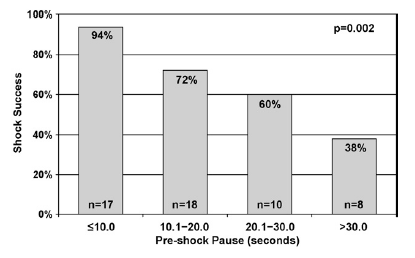 100%
p=0.002
94%
80%
72%
60%
60%
Shock Success
40%
38%
20%
n=17 n=18 n=10 n=8
0%
≤10.0 10.1–20.0 20.1–30.0 >30.0
Pre-shock Pause (seconds)